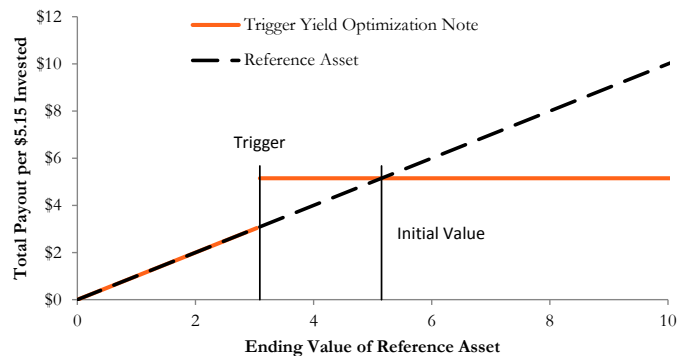 Trigger Yield Optimization Note
Reference Asset
Total Payout per $5.15 Invested
$12
$10
$8
$6
$4
$2
$0
Trigger
Initial Value
0 2 4 6 8 10
Ending Value of Reference Asset